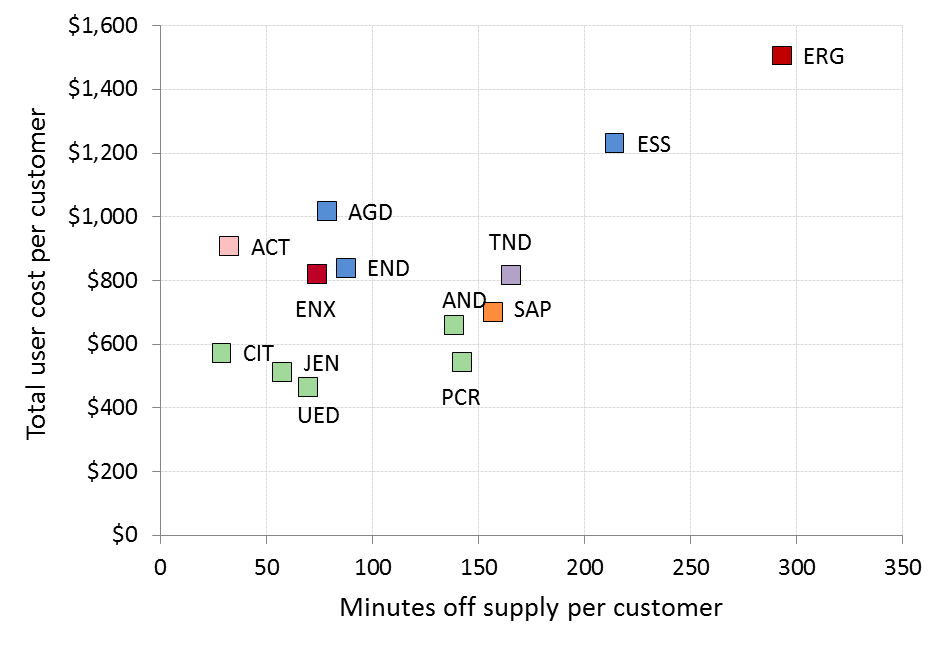 $1,600
$1,400
$1,200
$1,000
$800
$600
$400
$200
$0
Total user cost per customer
ERG
ESS
AGD
ACT
TND
END
ENX
AND
SAP
CIT
JEN
UED
PCR
0 50 100 150 200 250 300 350
Minutes off supply per customer